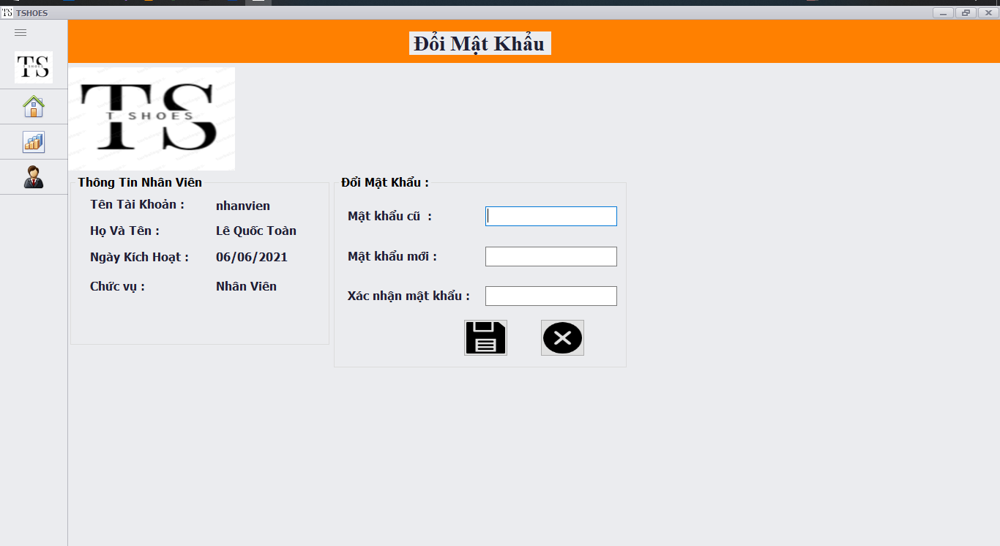 TS TSHOES
Đổi Mật Khẩu
TS
SHOES
TS
T SHOES
Thông Tin Nhân Viên
Tên Tài Khoản : nhanvien
Họ Và Tên : Lê Quốc Toàn
Ngày Kích Hoạt : 06/06/2021
Chức vụ : Nhân Viên
Đổi Mật Khẩu :
Mật khẩu cũ :
Mật khẩu mới :
Xác nhận mật khẩu :